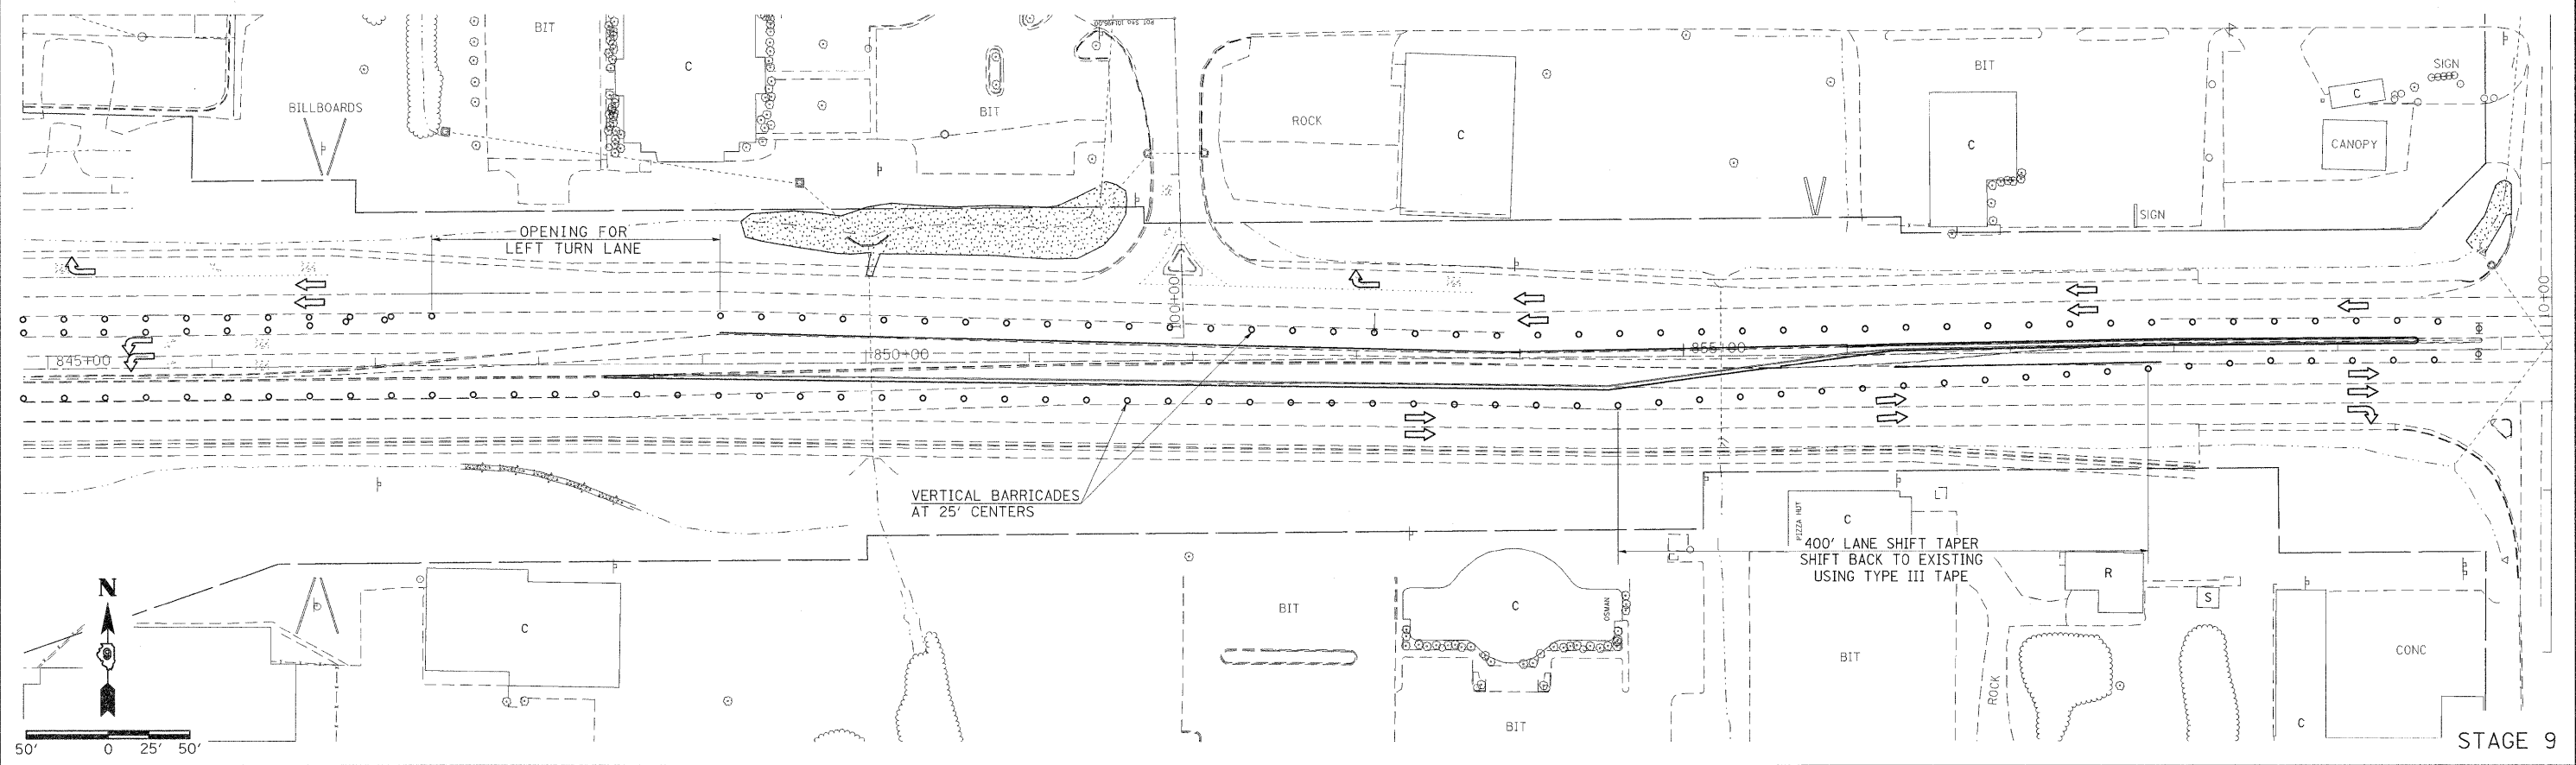 BIT
C
BILLBOARDS
BIT
ROCK
C
BIT
C
SIGN
C
CANOPY
SIGN
OPENING FOR
LEFT TURN LANE
100+00
10+00
845+00
850+00
855+00
VERTICAL BARRICADES
AT 25' CENTERS
PIZZA HUT
C
400' LANE SHIFT TAPER
SHIFT BACK TO EXISTING
USING TYPE III TAPE
R
S
N
C
BIT
C
OSMAN
BIT
BIT
ROCK
CONC
C
50' 0 25' 50'
STAGE 9